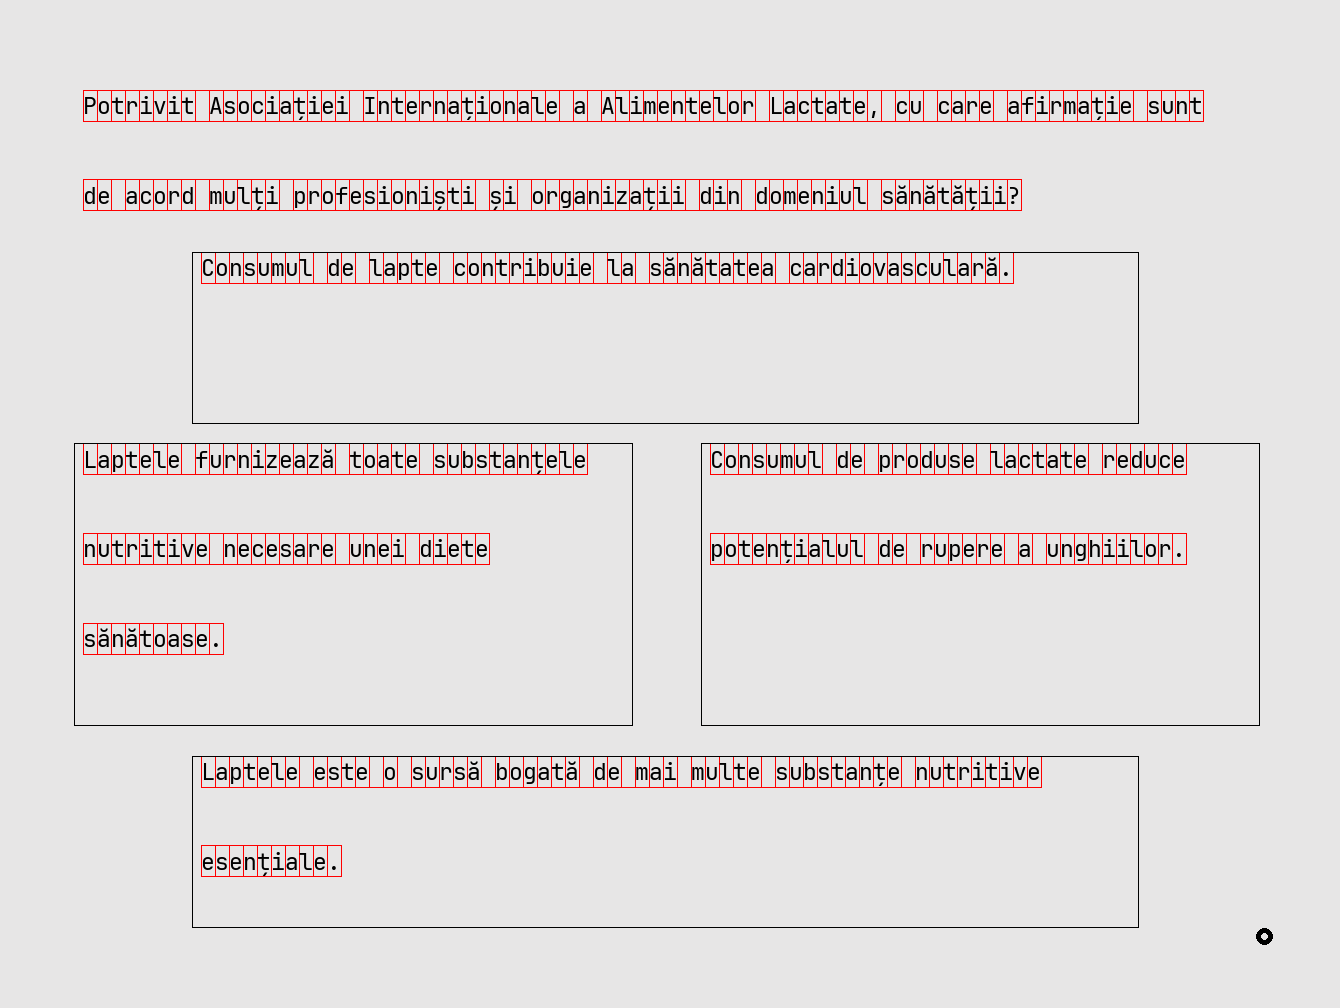 Potrivit Asociației Internaționale a Alimentelor Lactate, cu care afirmație sunt
de acord mulți profesioniști și organizații din domeniul sănătății?
Consumul de lapte contribuie la sănătatea cardiovasculară.
Laptele furnizează toate substanțele
nutritive necesare unei diete
sănătoase.
Consumul de produse lactate reduce
potențialul de rupere a unghiilor.
Laptele este o sursă bogată de mai multe substanțe nutritive
esențiale.